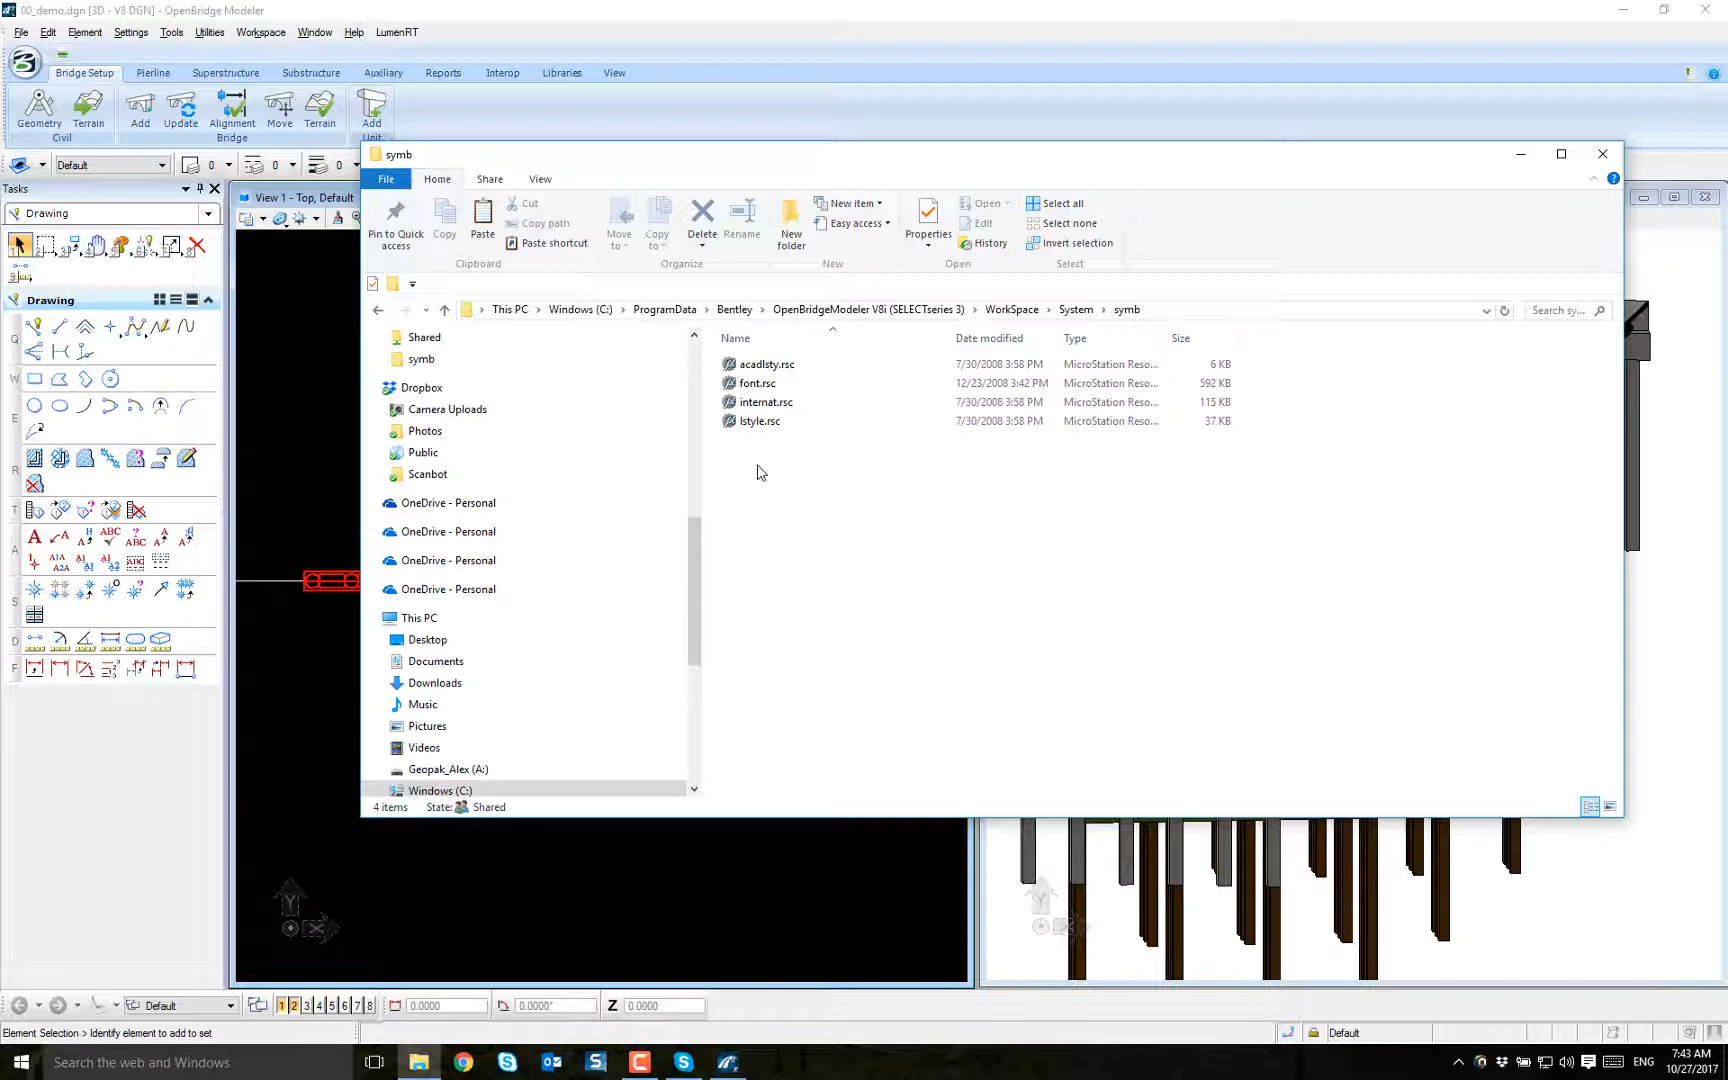 00_demo.dgn [3D - V8 DGN] - OpenBridge Modeler
File Edit Element Settings Tools Utilities Workspace Window Help LumenRT
Bridge Setup Pierline Superstructure Substructure Auxiliary Reports Interop Libraries View
Geometry Terrain Add Update Alignment Move Terrain Add
Civil Bridge Unit
Default 0 0 0
Tasks
Drawing
Drawing
View 1 - Top, Default
symb
File Home Share View
Pin to Quick access
Copy
Paste
Cut
Copy path
Paste shortcut
Clipboard
Move to
Copy to
Delete
Rename
Organize
New folder
New item
Easy access
New
Properties
Open
Edit
History
Open
Select all
Select none
Invert selection
Select
This PC > Windows (C:) > ProgramData > Bentley > OpenBridgeModeler V8i (SELECTseries 3) > WorkSpace > System > symb
Search sy...
Shared
symb
Dropbox
Camera Uploads
Photos
Public
Scanbot
OneDrive - Personal
OneDrive - Personal
OneDrive - Personal
OneDrive - Personal
This PC
Desktop
Documents
Downloads
Music
Pictures
Videos
Geopak_Alex (A:)
Windows (C:)
Name Date modified Type Size
acadlsty.rsc 7/30/2008 3:58 PM MicroStation Reso... 6 KB
font.rsc 12/23/2008 3:42 PM MicroStation Reso... 592 KB
internat.rsc 7/30/2008 3:58 PM MicroStation Reso... 115 KB
lstyle.rsc 7/30/2008 3:58 PM MicroStation Reso... 37 KB
4 items State: Shared
Q
W
E
R
T
A
S
D
F
Y X
Y X
Default 1 2 3 4 5 6 7 8 0.0000 0.0000° Z 0.0000
Element Selection > Identify element to add to set
Default
Search the web and Windows
ENG
7:43 AM
10/27/2017